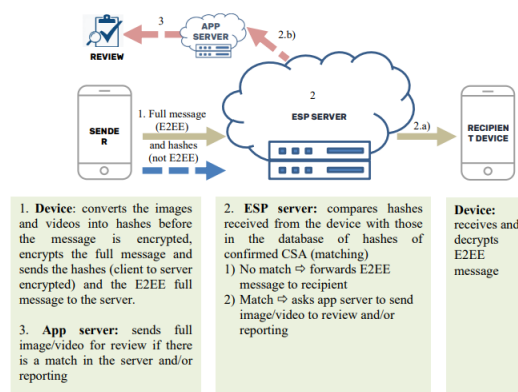 3
APP
SERVER
2.b)
REVIEW
1. Full message
(E2EE)
and hashes
(not E2EE)
SENDE
R
2
ESP SERVER
2.a)
RECIPIEN
T DEVICE
1. Device: converts the images
and videos into hashes before
the message is encrypted,
encrypts the full message and
sends the hashes (client to server
encrypted) and the E2EE full
message to the server.
3. App server: sends full
image/video for review if there
is a match in the server and/or
reporting
2. ESP server: compares hashes
received from the device with those
in the database of hashes of
confirmed CSA (matching)
1) No match ⇨ forwards E2EE
message to recipient
2) Match ⇨ asks app server to send
image/video to review and/or
reporting
Device:
receives and
decrypts
E2EE
message